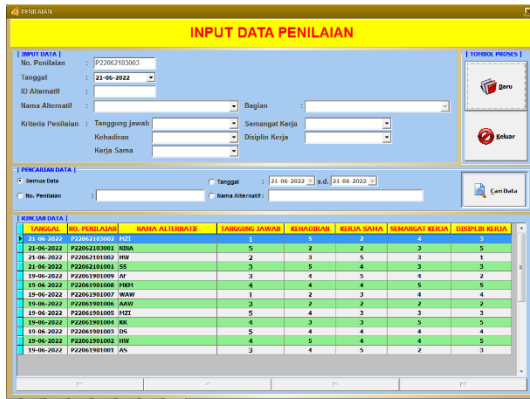 PENILAIAN
INPUT DATA PENILAIAN
[ INPUT DATA ]
No. Penilaian : P22062103003
Tanggal : 21-06-2022
ID Alternatif :
Nama Alternatif : Bagian :
Kriteria Penilaian : Tanggung jawab Semangat Kerja
Kehadiran Disiplin Kerja
Kerja Sama
[ TOMBOL PROSES ]
Baru
Keluar
[ PENCARIAN DATA ]
Semua Data Tanggal : 21-06-2022 s.d. 21-06-2022
No. Penilaian : Nama Alternatif :
Cari Data
[ RINCIAN DATA ]
TANGGAL NO. PENILAIAN NAMA ALTERNATIF TANGGUNG JAWAB KEHADIRAN KERJA SAMA SEMANGAT KERJA DISIPLIN KERJA
21-06-2022 P22062103002 MZI 1 5 2 4 3
21-06-2022 P22062103001 NINA 5 2 2 3 5
21-06-2022 P22062101002 HW 2 3 5 3 1
21-06-2022 P22062101001 SS 3 5 4 3 3
19-06-2022 P22061901009 AF 3 4 5 4 2
19-06-2022 P22061901008 MKM 4 4 4 5 5
19-06-2022 P22061901007 WAW 1 2 3 4 4
19-06-2022 P22061901006 AAW 3 2 2 2 2
19-06-2022 P22061901005 MZI 5 4 3 3 4
19-06-2022 P22061901004 KR 4 3 3 5 5
19-06-2022 P22061901003 DS 5 4 4 4 4
19-06-2022 P22061901002 HW 4 5 4 5 5
19-06-2022 P22061901001 AS 3 4 5 2 3